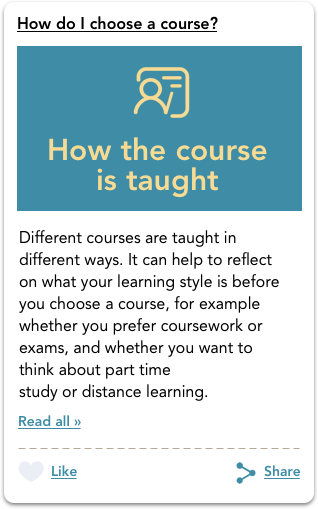 How do I choose a course?
How the course
is taught
Different courses are taught in
different ways. It can help to reflect
on what your learning style is before
you choose a course, for example
whether you prefer coursework or
exams, and whether you want to
think about part time
study or distance learning.
Read all »
Like
Share